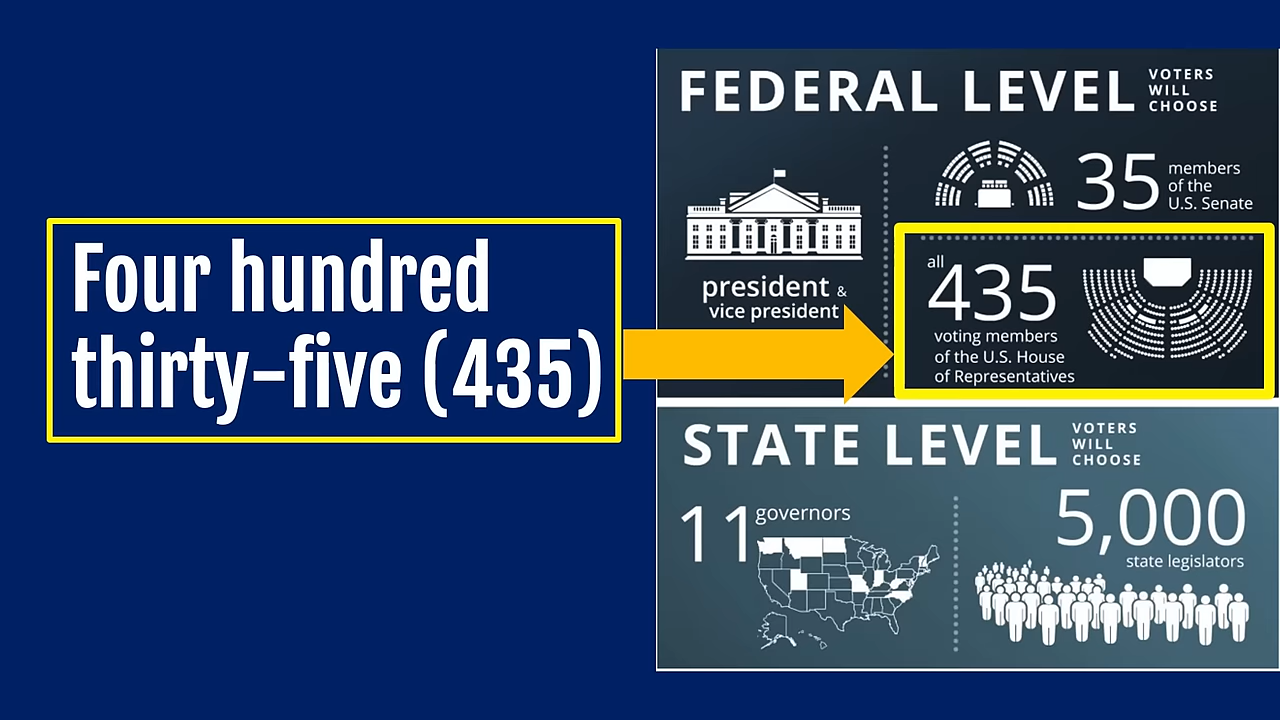 Four hundred
thirty-five (435)
FEDERAL LEVEL
VOTERS
WILL
CHOOSE
president &
vice president
35
members
of the
U.S. Senate
all
435
voting members
of the U.S. House
of Representatives
STATE LEVEL
VOTERS
WILL
CHOOSE
11
governors
5,000
state legislators